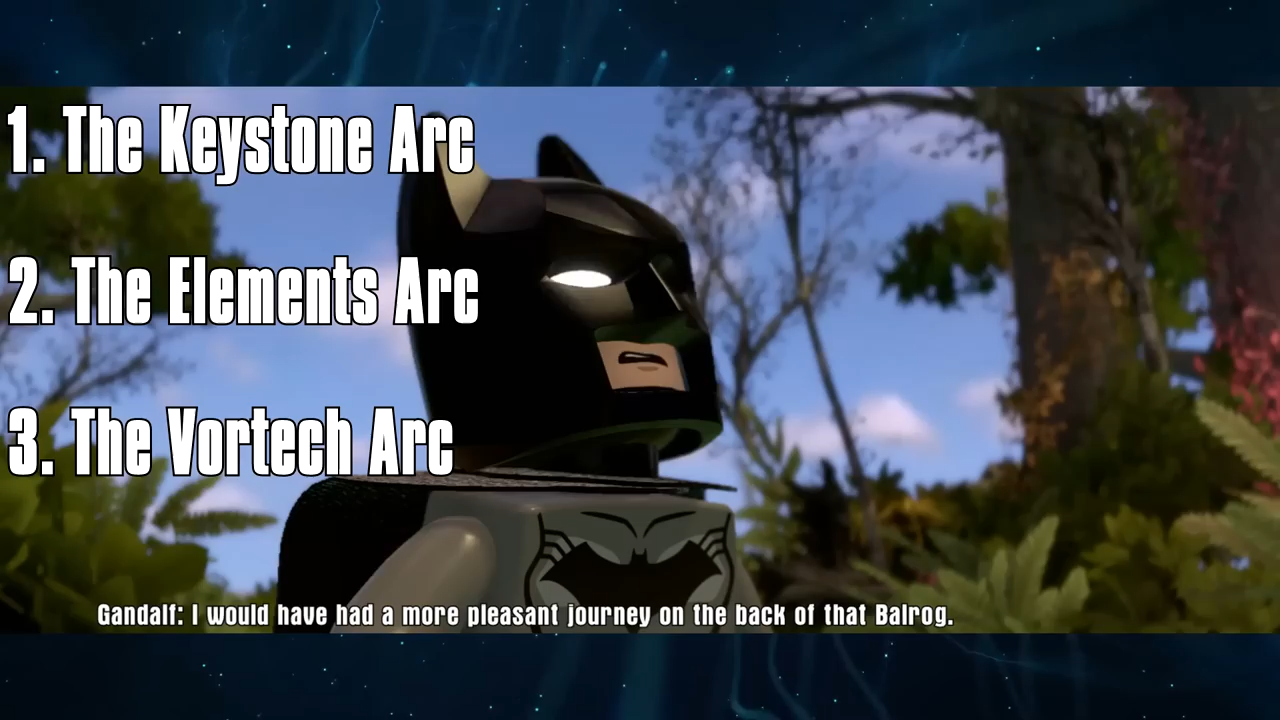 1. The Keystone Arc
2. The Elements Arc
3. The Vortech Arc
Gandalf: I would have had a more pleasant journey on the back of that Balrog.